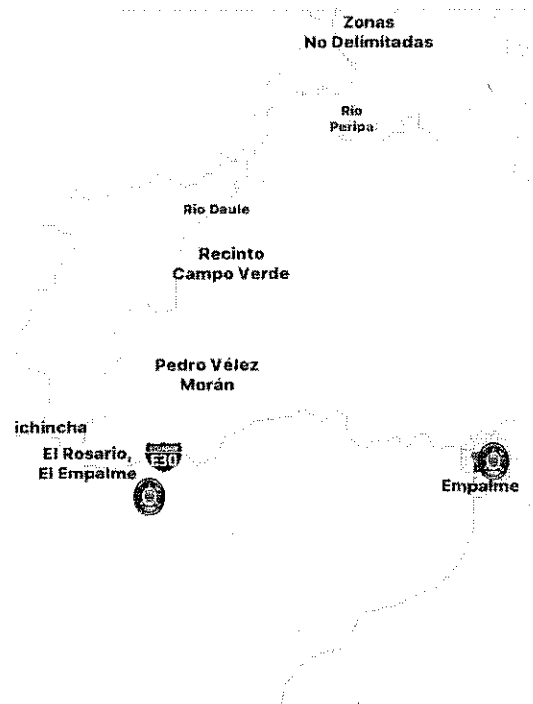 Zonas
No Delimitadas
Río
Peripa
Río Daule
Recinto
Campo Verde
Pedro Vélez
Morán
ichincha
El Rosario,
El Empalme
E30
Empalme